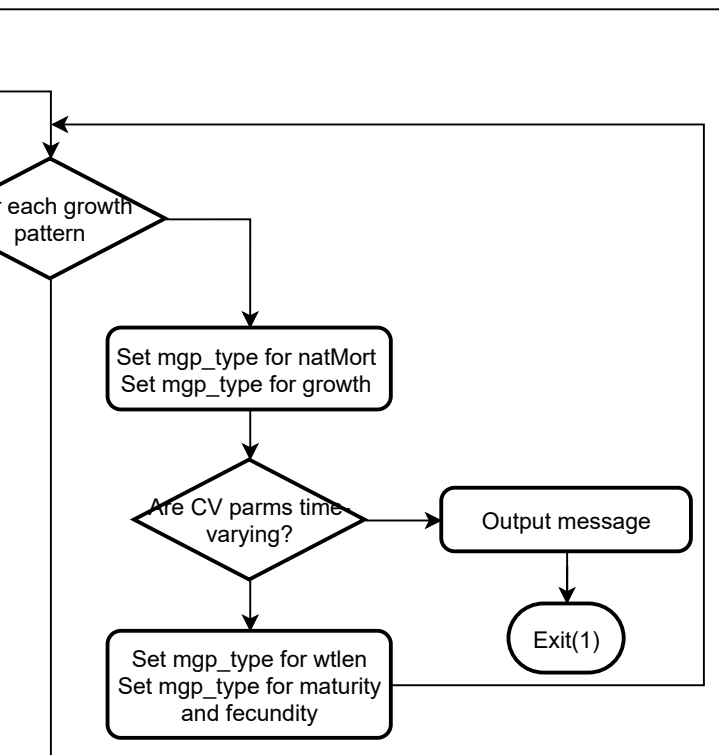 each growth
pattern
Set mgp_type for natMort
Set mgp_type for growth
Are CV parms time-
varying?
Output message
Set mgp_type for wtlen
Set mgp_type for maturity
and fecundity
Exit(1)